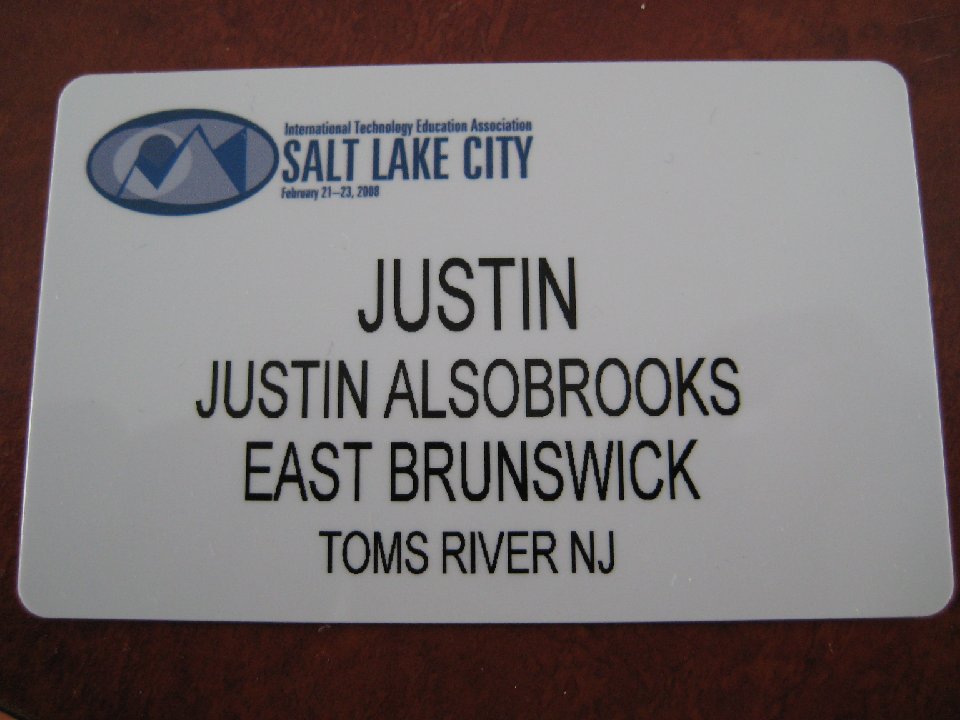 International Technology Education Association
SALT LAKE CITY
February 21–23, 2008
JUSTIN
JUSTIN ALSOBROOKS
EAST BRUNSWICK
TOMS RIVER NJ